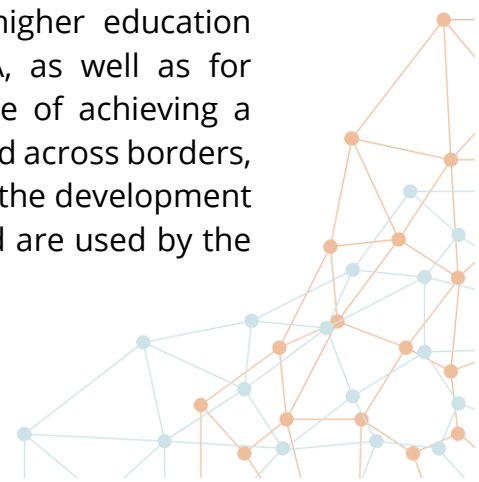 higher education
, as well as for
e of achieving a
d across borders,
the development
d are used by the